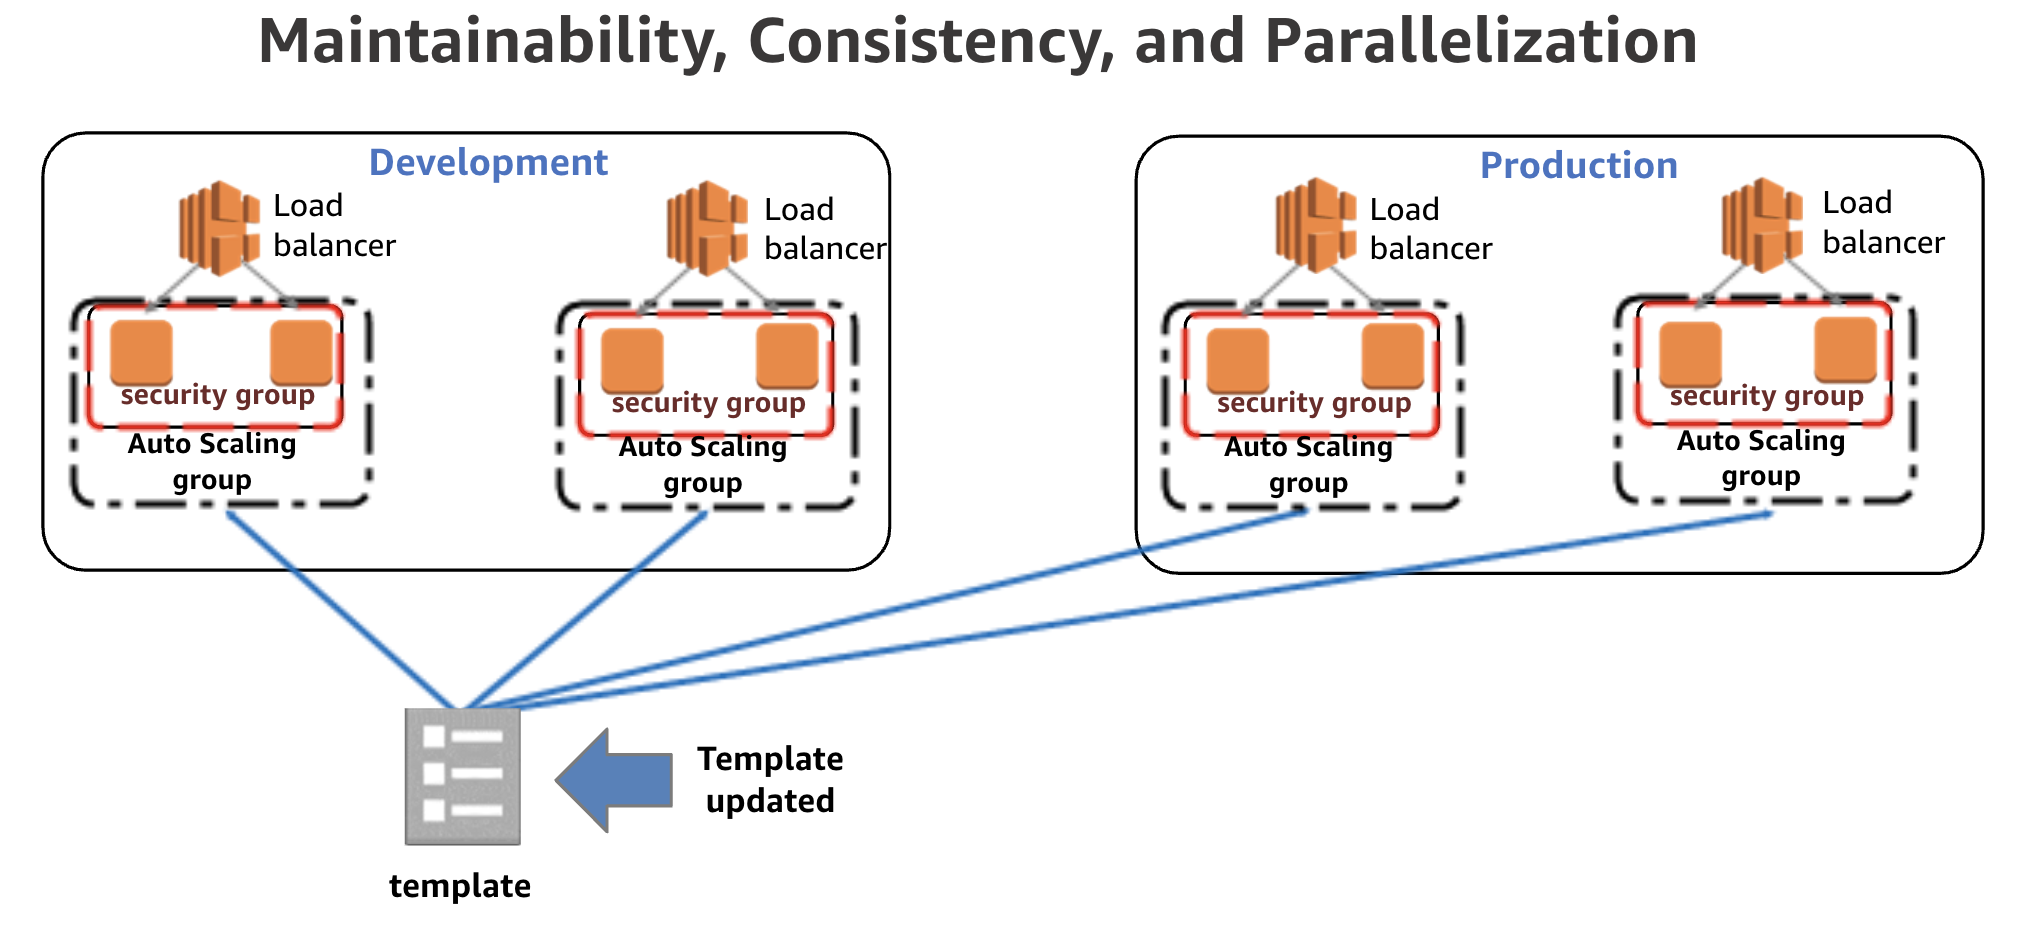 Maintainability, Consistency, and Parallelization
Development
Load
balancer
security group
Auto Scaling
group
Load
balancer
security group
Auto Scaling
group
Production
Load
balancer
security group
Auto Scaling
group
Load
balancer
security group
Auto Scaling
group
Template
updated
template